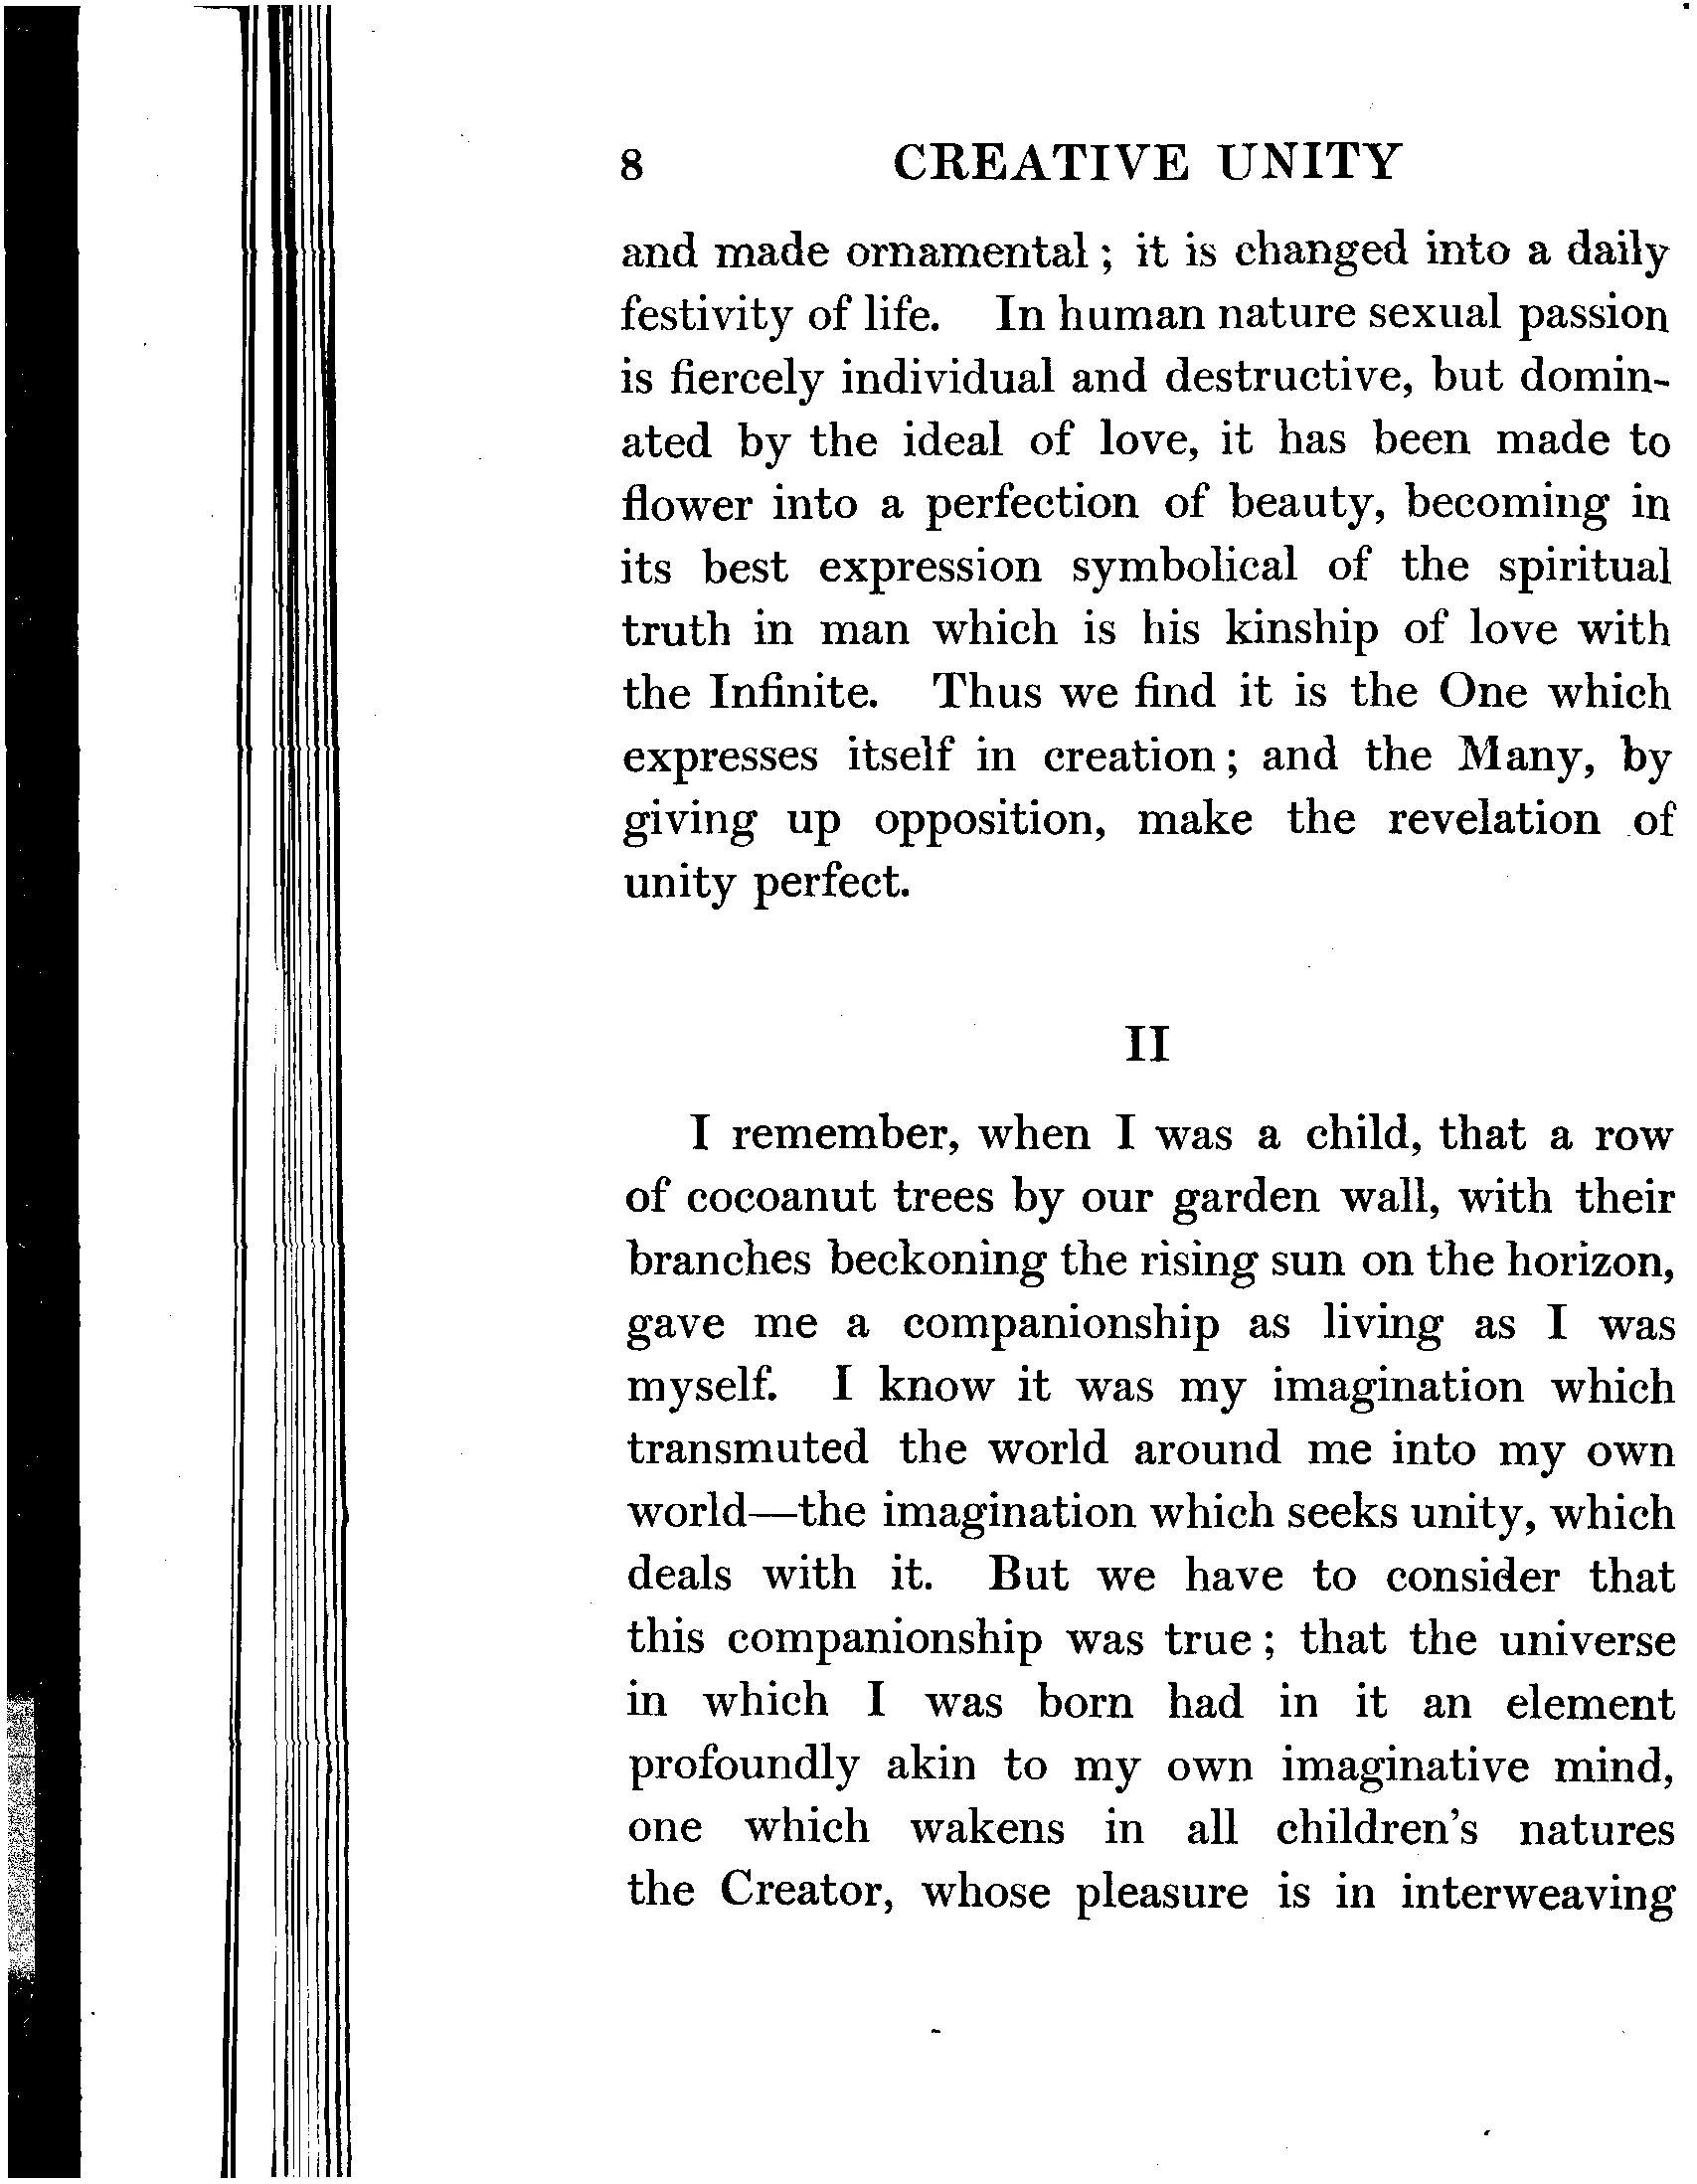 8 CREATIVE UNITY
and made ornamental ; it is changed into a daily
festivity of life. In human nature sexual passion
is fiercely individual and destructive, but domin-
ated by the ideal of love, it has been made to
flower into a perfection of beauty, becoming in
its best expression symbolical of the spiritual
truth in man which is his kinship of love with
the Infinite. Thus we find it is the One which
expresses itself in creation ; and the Many, by
giving up opposition, make the revelation of
unity perfect.
II
I remember, when I was a child, that a row
of cocoanut trees by our garden wall, with their
branches beckoning the rising sun on the horizon,
gave me a companionship as living as I was
myself. I know it was my imagination which
transmuted the world around me into my own
world—the imagination which seeks unity, which
deals with it. But we have to consider that
this companionship was true ; that the universe
in which I was born had in it an element
profoundly akin to my own imaginative mind,
one which wakens in all children's natures
the Creator, whose pleasure is in interweaving